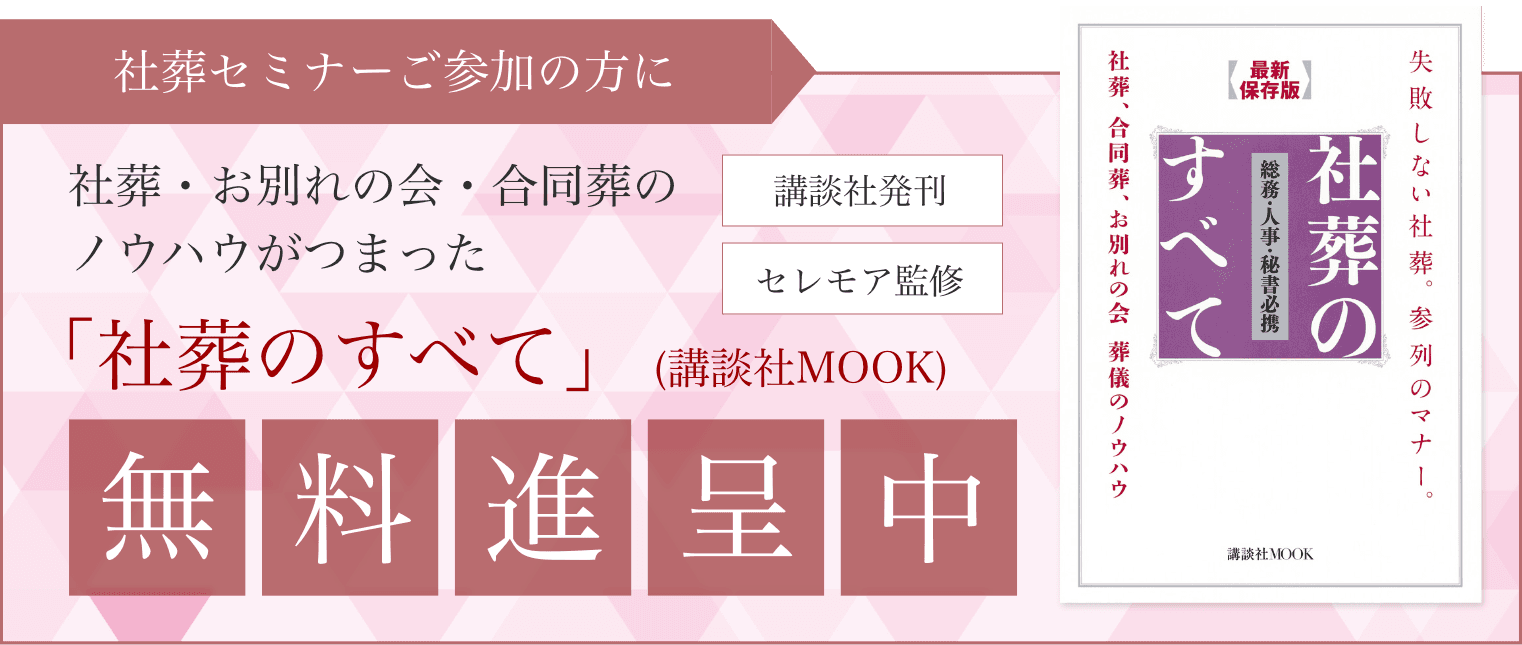 社葬セミナーご参加の方に
社葬・お別れの会・合同葬の
ノウハウがつまった
講談社発刊
セレモア監修
「社葬のすべて」 (講談社MOOK)
無料進呈中
失敗しない社葬。参列のマナー。
最新
保存版
社葬の
総務・人事・秘書必携
すべて
社葬、合同葬、お別れの会 葬儀のノウハウ
講談社MOOK